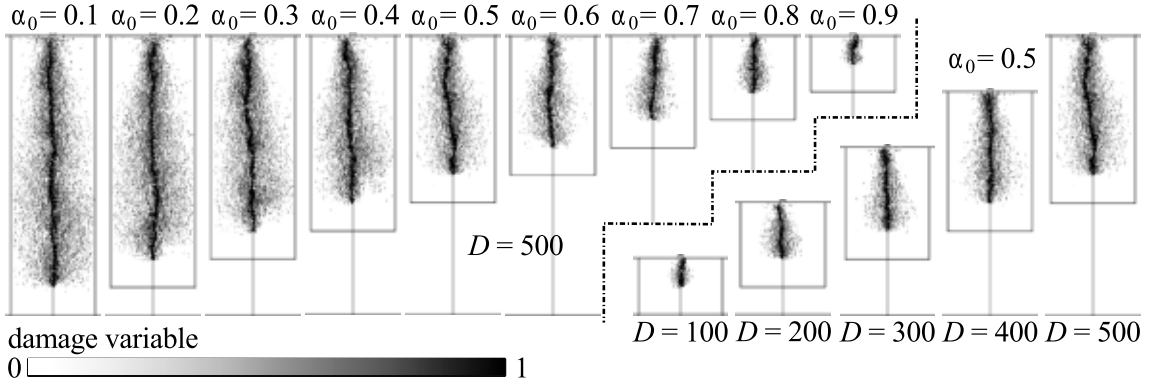 α₀ = 0.1 α₀ = 0.2 α₀ = 0.3 α₀ = 0.4 α₀ = 0.5 α₀ = 0.6 α₀ = 0.7 α₀ = 0.8 α₀ = 0.9
α₀ = 0.5
D = 500
D = 100 D = 200 D = 300 D = 400 D = 500
damage variable
0 1